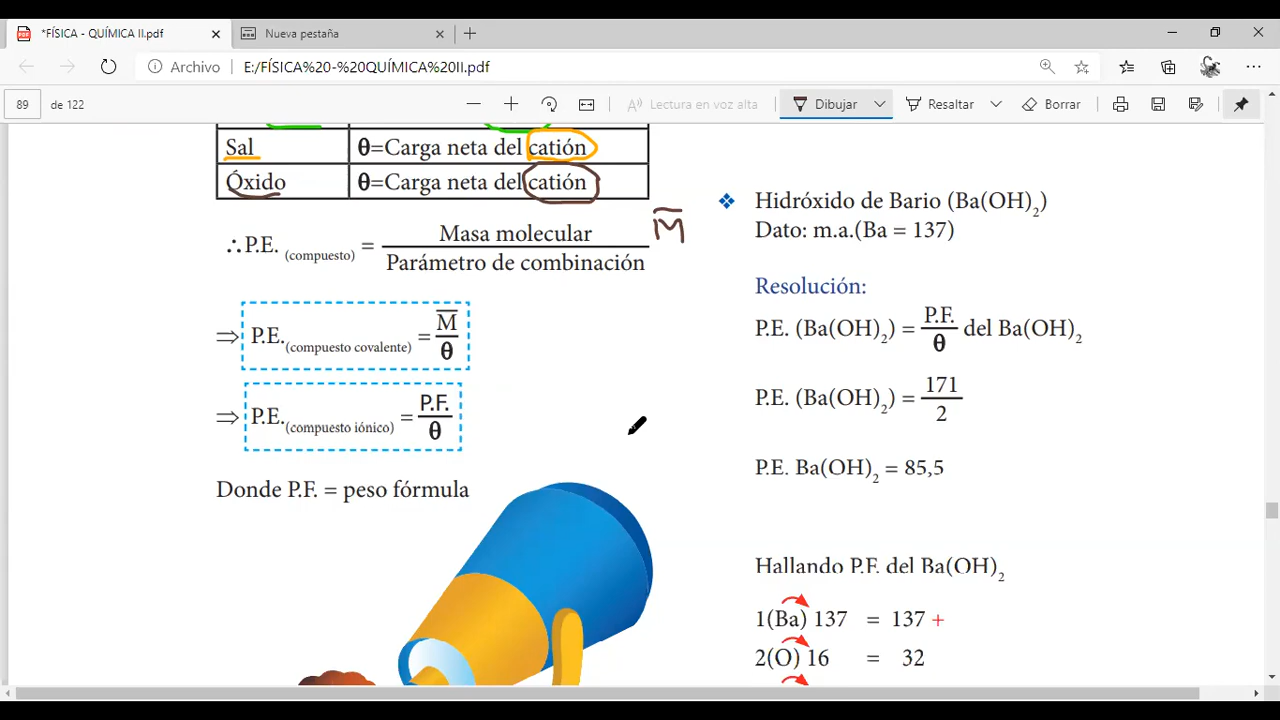 *FÍSICA - QUÍMICA II.pdf
Nueva pestaña
Archivo
E:/FÍSICA%20-%20QUÍMICA%20II.pdf
89 de 122
Lectura en voz alta
Dibujar
Resaltar
Borrar
Sal θ=Carga neta del catión
Óxido θ=Carga neta del catión
∴P.E. (compuesto) = Masa molecular / Parámetro de combinación
M̅
⇒ P.E.(compuesto covalente) = M̅ / θ
⇒ P.E.(compuesto iónico) = P.F. / θ
Donde P.F. = peso fórmula
❖ Hidróxido de Bario (Ba(OH)₂)
Dato: m.a.(Ba = 137)
Resolución:
P.E. (Ba(OH)₂) = P.F. / θ del Ba(OH)₂
P.E. (Ba(OH)₂) = 171 / 2
P.E. Ba(OH)₂ = 85,5
Hallando P.F. del Ba(OH)₂
1(Ba) 137 = 137 +
2(O) 16 = 32